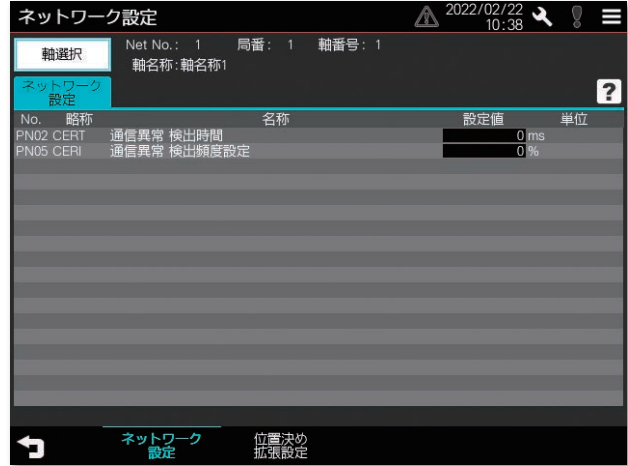 ネットワーク設定
2022/02/22
10:38
軸選択
Net No.: 1 局番: 1 軸番号: 1
軸名称:軸名称1
ネットワーク
設定
?
No. 略称 名称 設定値 単位
PN02 CERT 通信異常 検出時間 0 ms
PN05 CERI 通信異常 検出頻度設定 0 %
ネットワーク
設定
位置決め
拡張設定